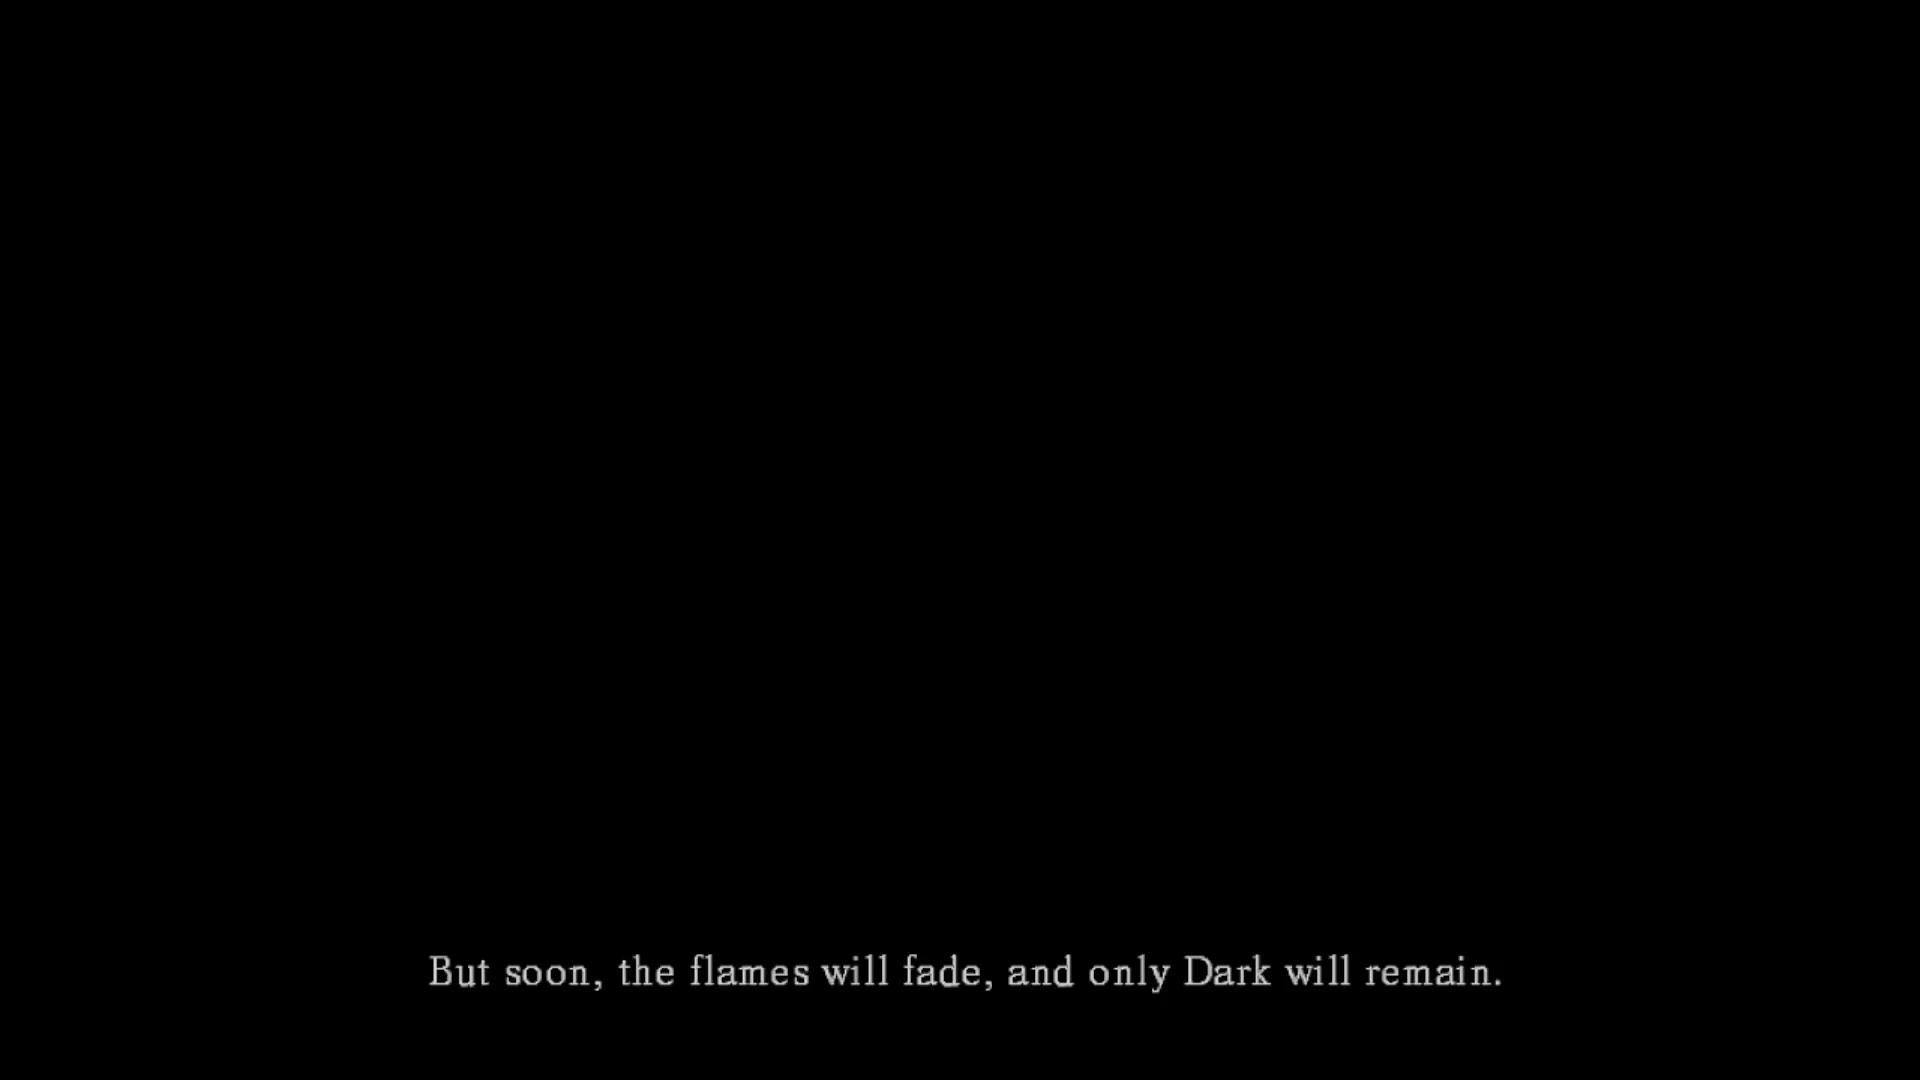 But soon, the flames will fade, and only Dark will remain.